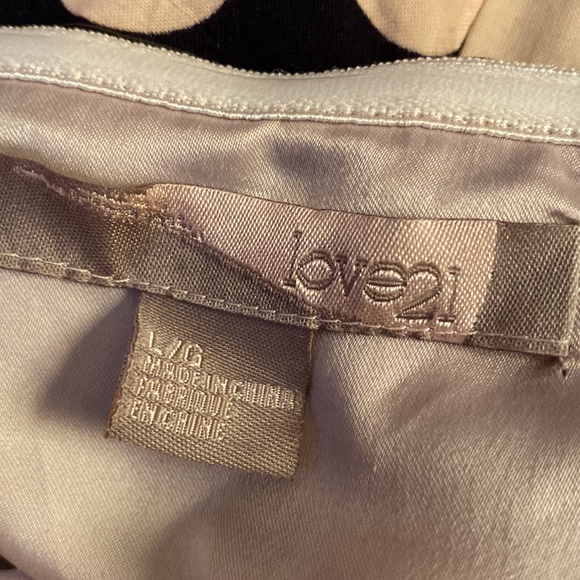 love21
L/G
MADE IN CHINA
FABRIQUE
EN CHINE